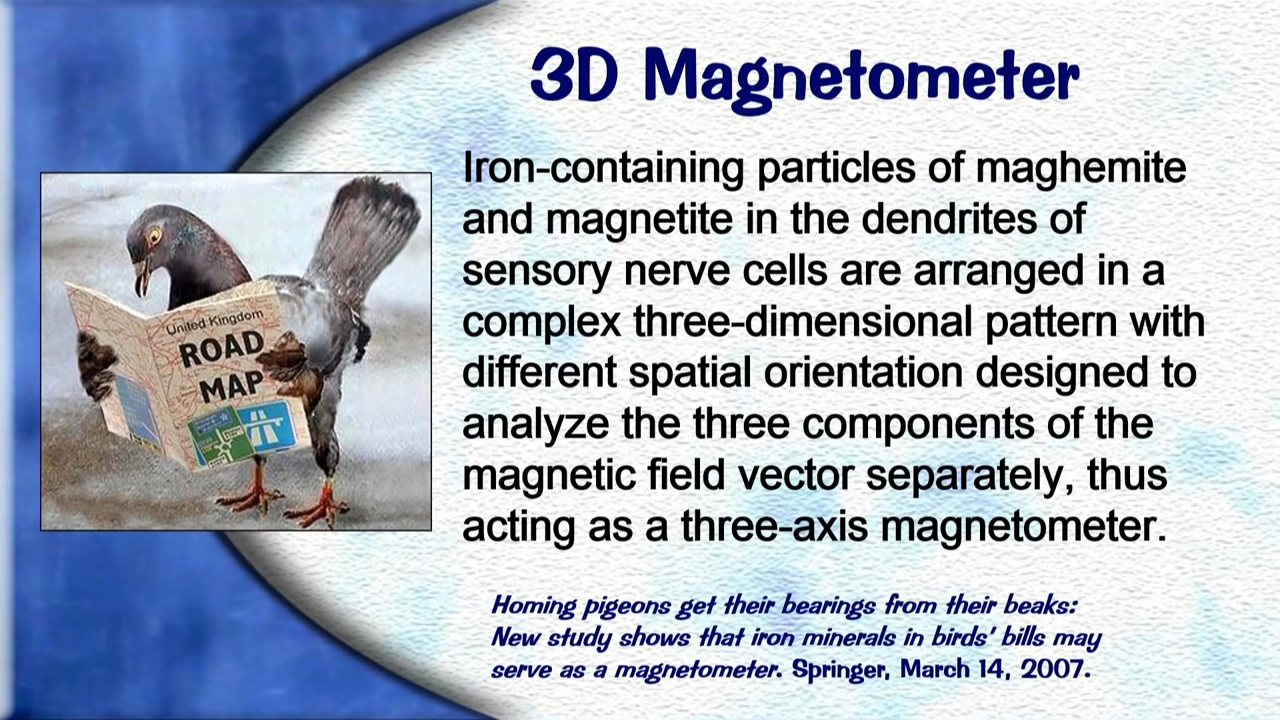 3D Magnetometer
Iron-containing particles of maghemite
and magnetite in the dendrites of
sensory nerve cells are arranged in a
complex three-dimensional pattern with
different spatial orientation designed to
analyze the three components of the
magnetic field vector separately, thus
acting as a three-axis magnetometer.
United Kingdom
ROAD
MAP
Homing pigeons get their bearings from their beaks:
New study shows that iron minerals in birds' bills may
serve as a magnetometer. Springer, March 14, 2007.